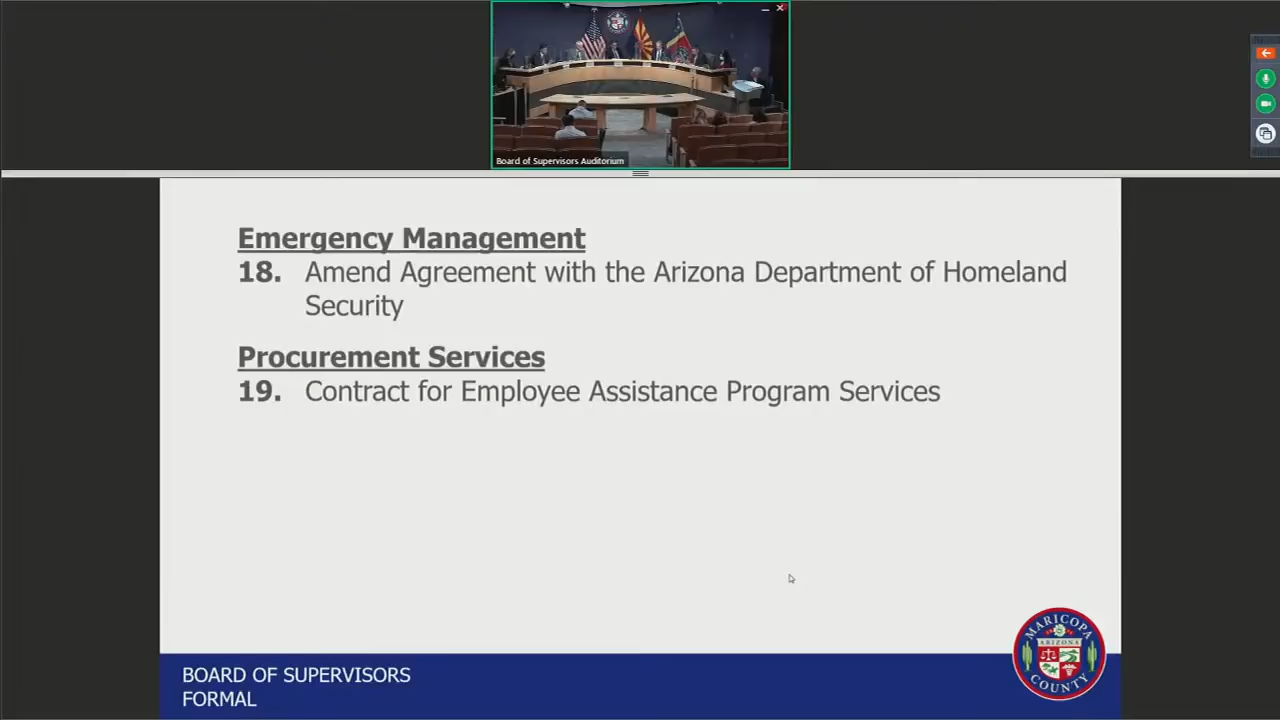 Board of Supervisors Auditorium
Emergency Management
18. Amend Agreement with the Arizona Department of Homeland
Security
Procurement Services
19. Contract for Employee Assistance Program Services
BOARD OF SUPERVISORS
FORMAL
MARICOPA
ARIZONA
COUNTY